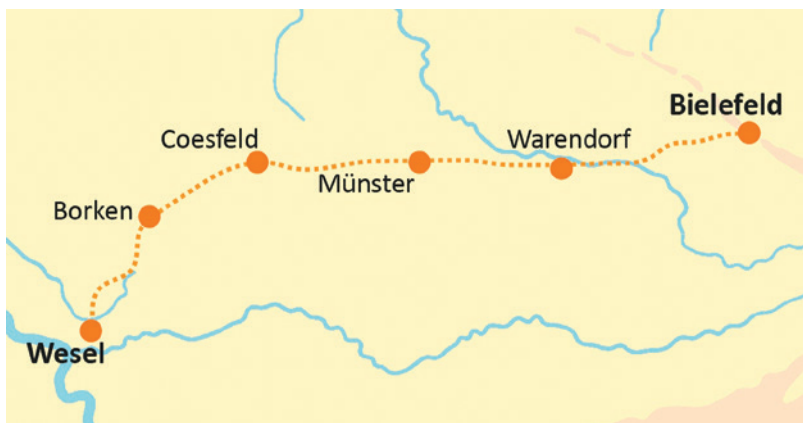 Bielefeld
Coesfeld
Warendorf
Münster
Borken
Wesel